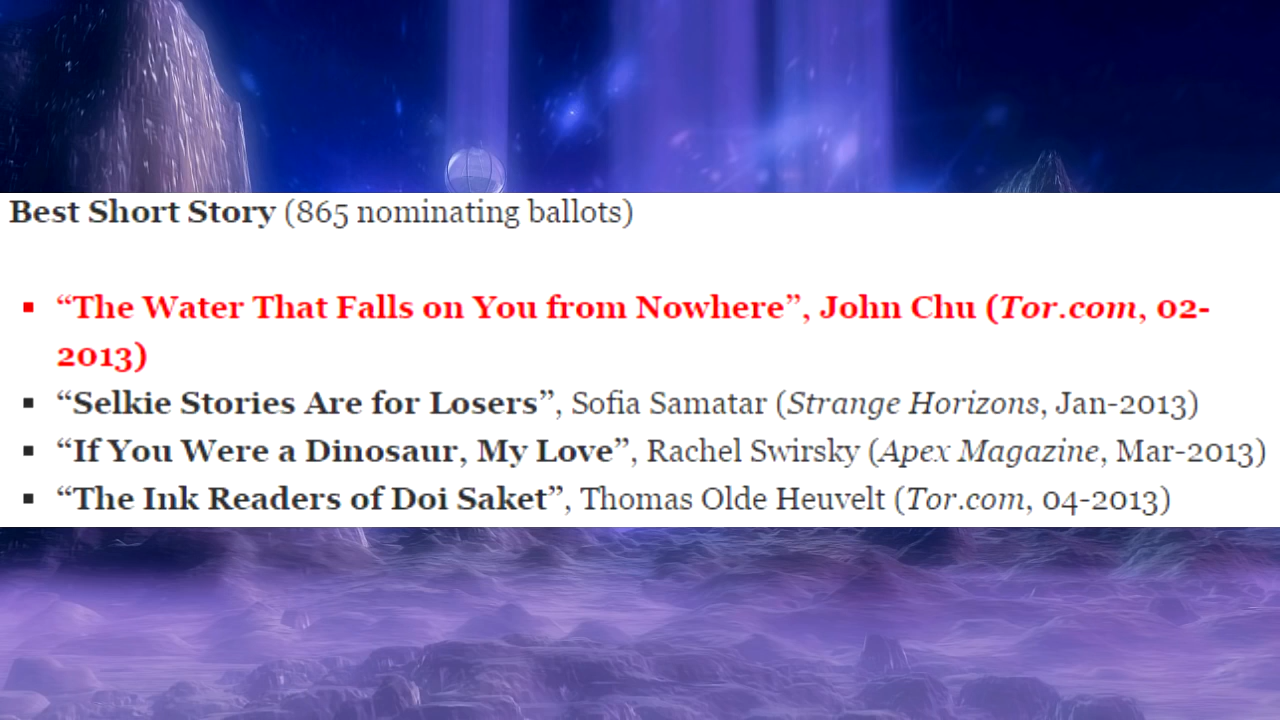 Best Short Story (865 nominating ballots)
▪ “The Water That Falls on You from Nowhere”, John Chu (Tor.com, 02-
2013)
▪ “Selkie Stories Are for Losers”, Sofia Samatar (Strange Horizons, Jan-2013)
▪ “If You Were a Dinosaur, My Love”, Rachel Swirsky (Apex Magazine, Mar-2013)
▪ “The Ink Readers of Doi Saket”, Thomas Olde Heuvelt (Tor.com, 04-2013)